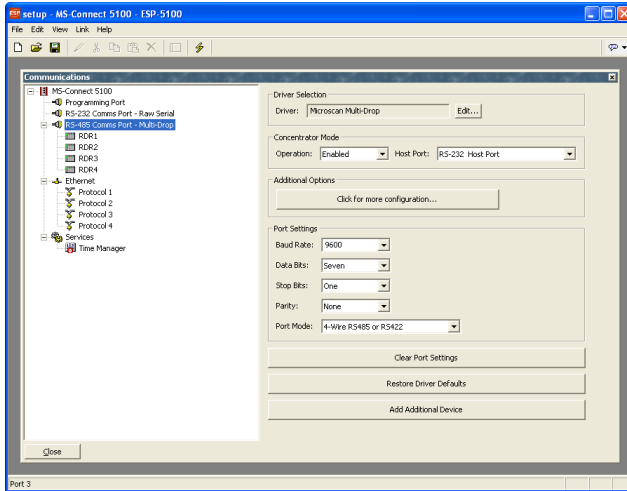 setup - MS-Connect 5100 - ESP-5100
File Edit View Link Help
Communications
MS-Connect 5100
Programming Port
RS-232 Comms Port - Raw Serial
RS-485 Comms Port - Multi-Drop
RDR1
RDR2
RDR3
RDR4
Ethernet
Protocol 1
Protocol 2
Protocol 3
Protocol 4
Services
Time Manager
Driver Selection
Driver: Microscan Multi-Drop Edit...
Concentrator Mode
Operation: Enabled Host Port: RS-232 Host Port
Additional Options
Click for more configuration...
Port Settings
Baud Rate: 9600
Data Bits: Seven
Stop Bits: One
Parity: None
Port Mode: 4-Wire RS485 or RS422
Clear Port Settings
Restore Driver Defaults
Add Additional Device
Close
Port 3